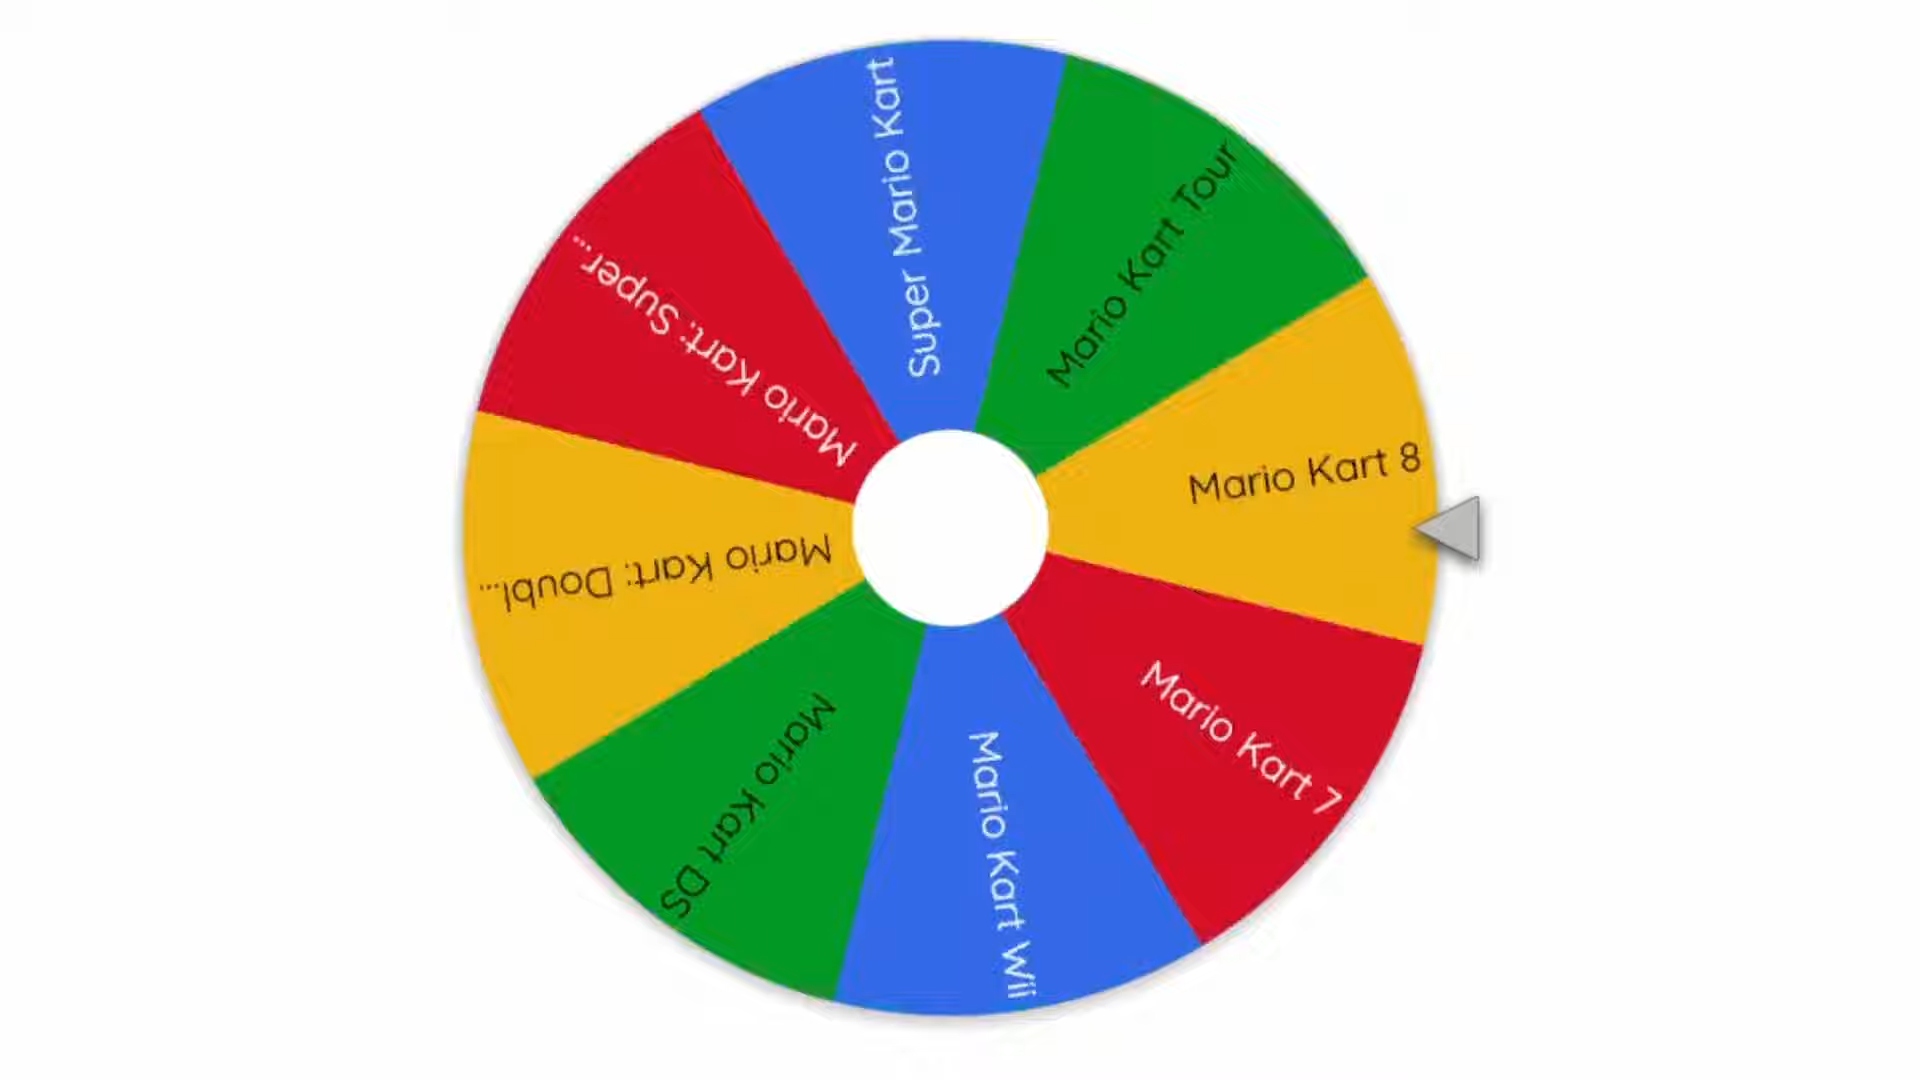 Super Mario Kart
Mario Kart Tour
Mario Kart 8
Mario Kart 7
Mario Kart Wii
Mario Kart DS
Mario Kart: Doubl...
Mario Kart: Super...